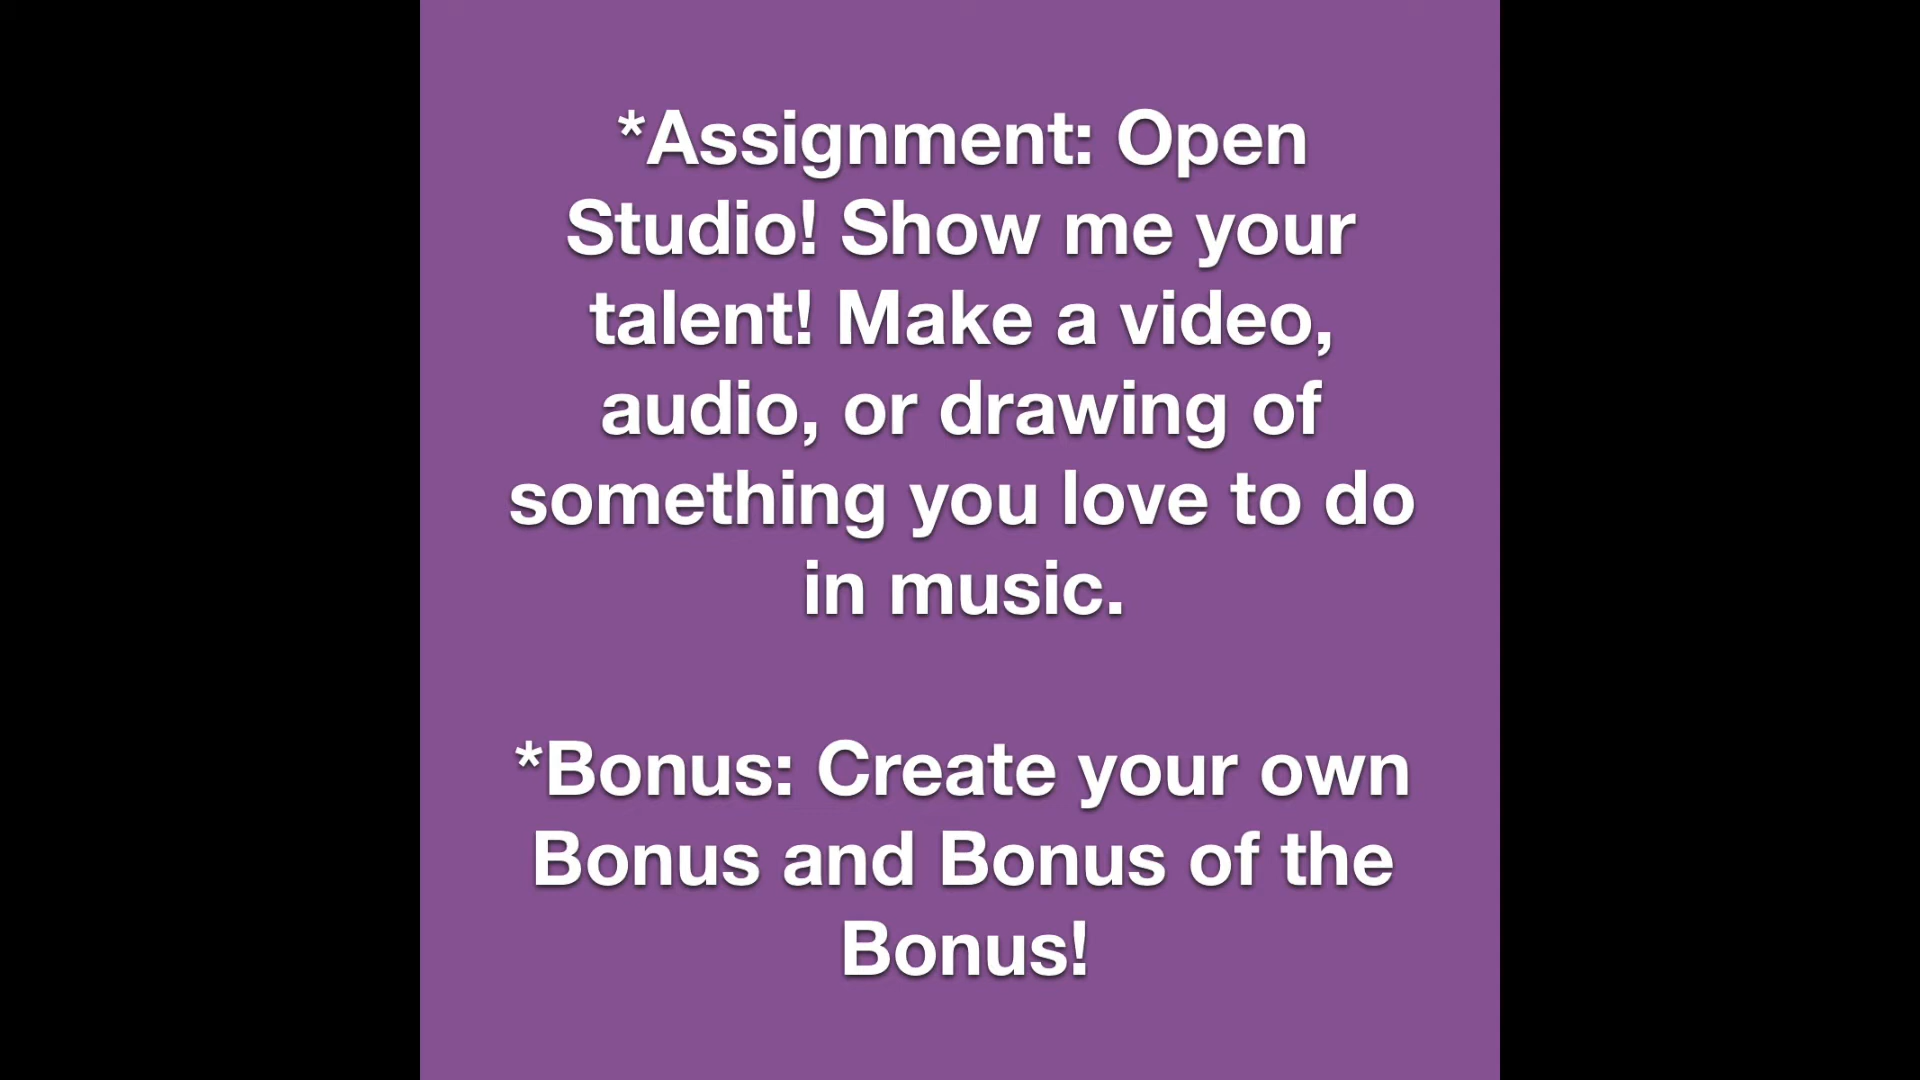 *Assignment: Open
Studio! Show me your
talent! Make a video,
audio, or drawing of
something you love to do
in music.
*Bonus: Create your own
Bonus and Bonus of the
Bonus!